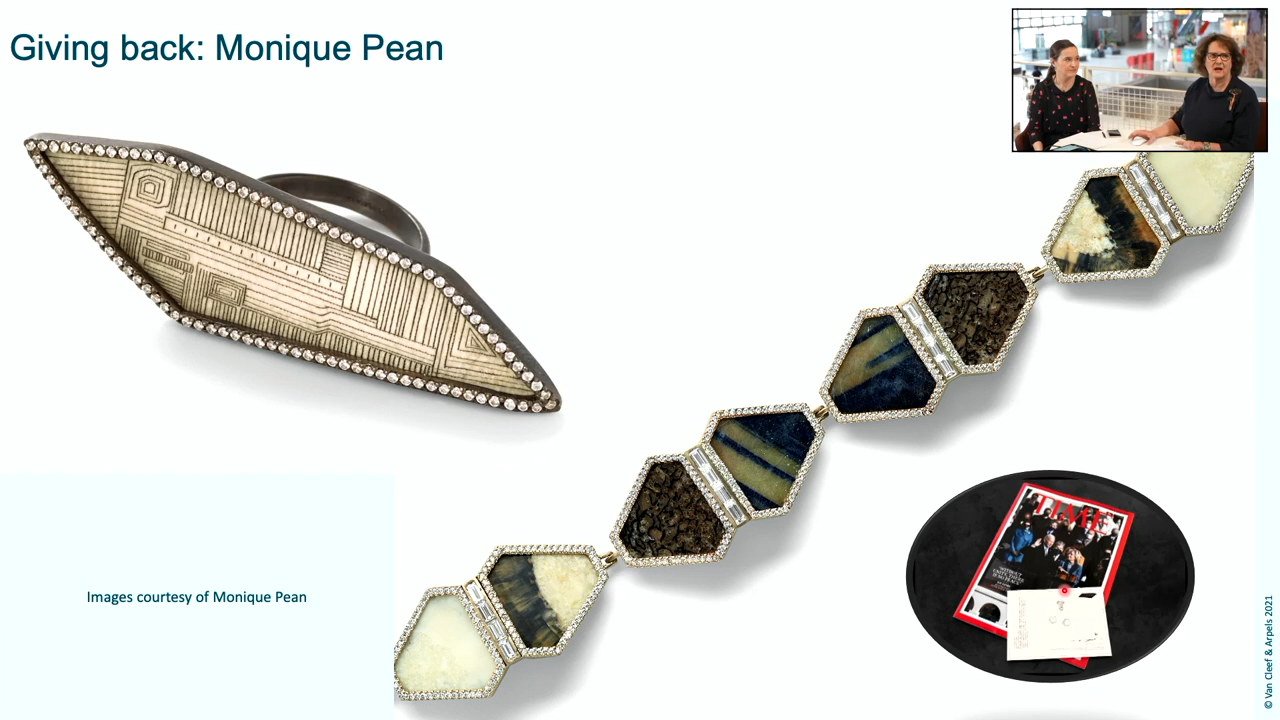 Giving back: Monique Pean
TIME
Images courtesy of Monique Pean
© Van Cleef & Arpels 2021